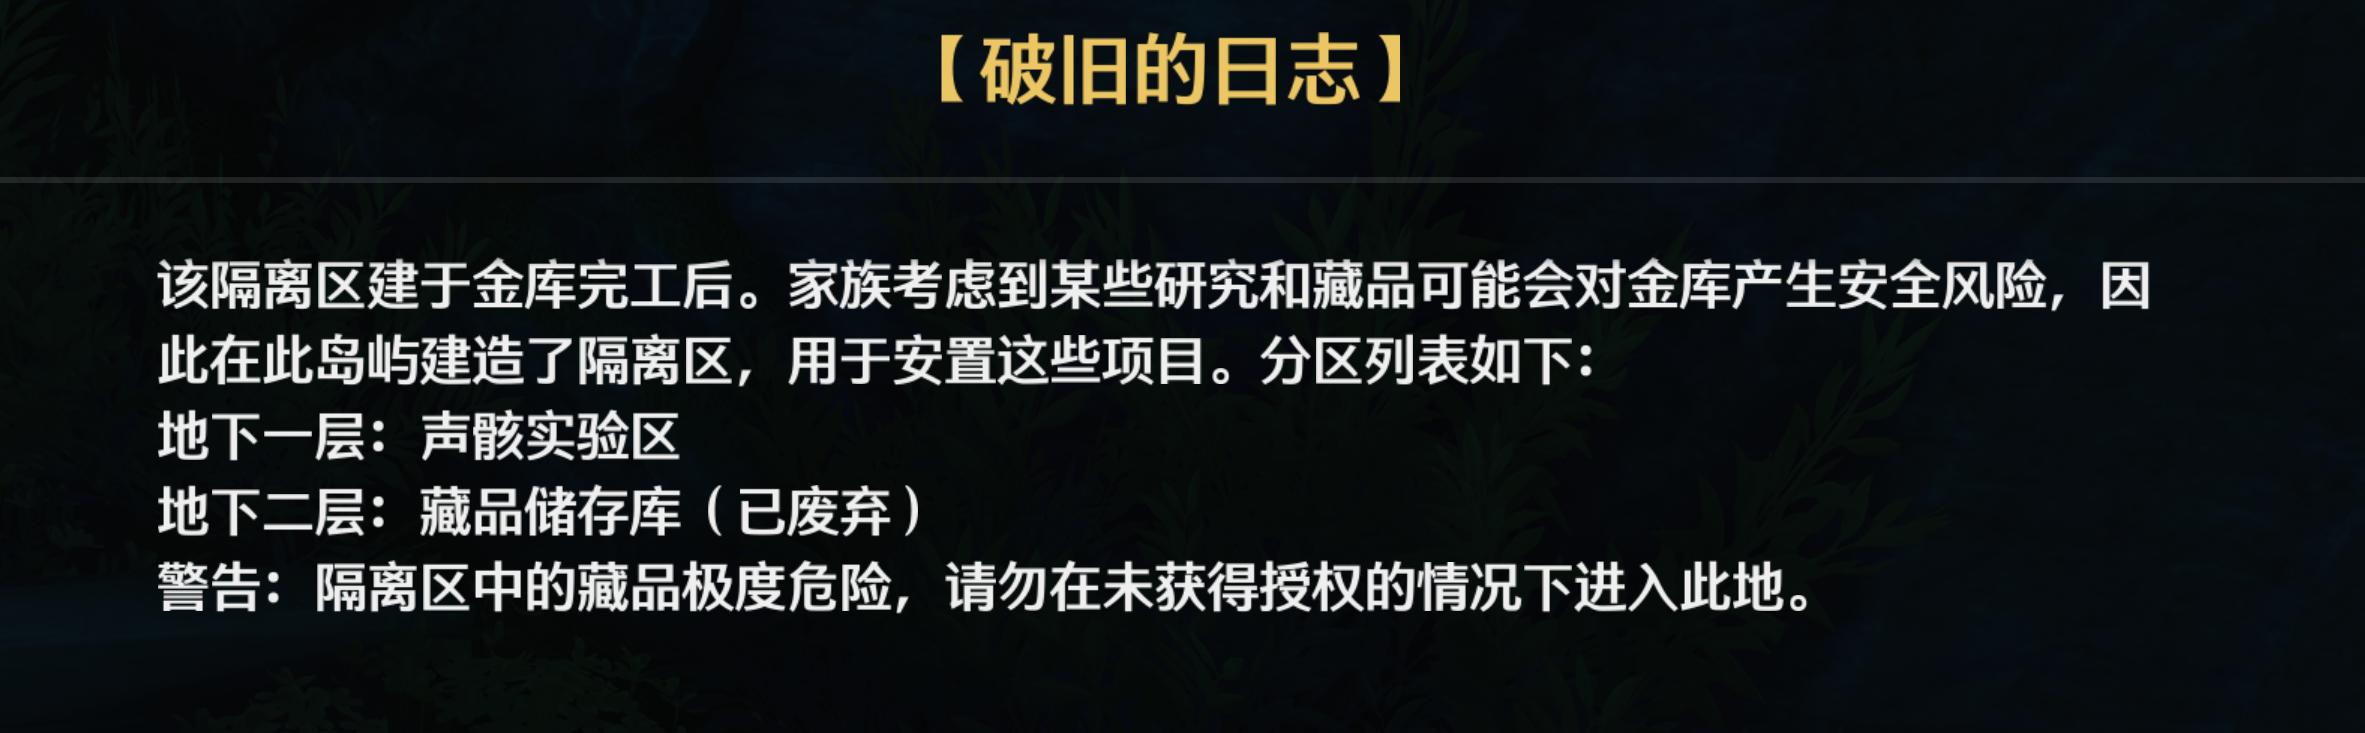 【破旧的日志】
该隔离区建于金库完工后。家族考虑到某些研究和藏品可能会对金库产生安全风险，因
此在此岛屿建造了隔离区，用于安置这些项目。分区列表如下：
地下一层：声骸实验区
地下二层：藏品储存库（已废弃）
警告：隔离区中的藏品极度危险，请勿在未获得授权的情况下进入此地。